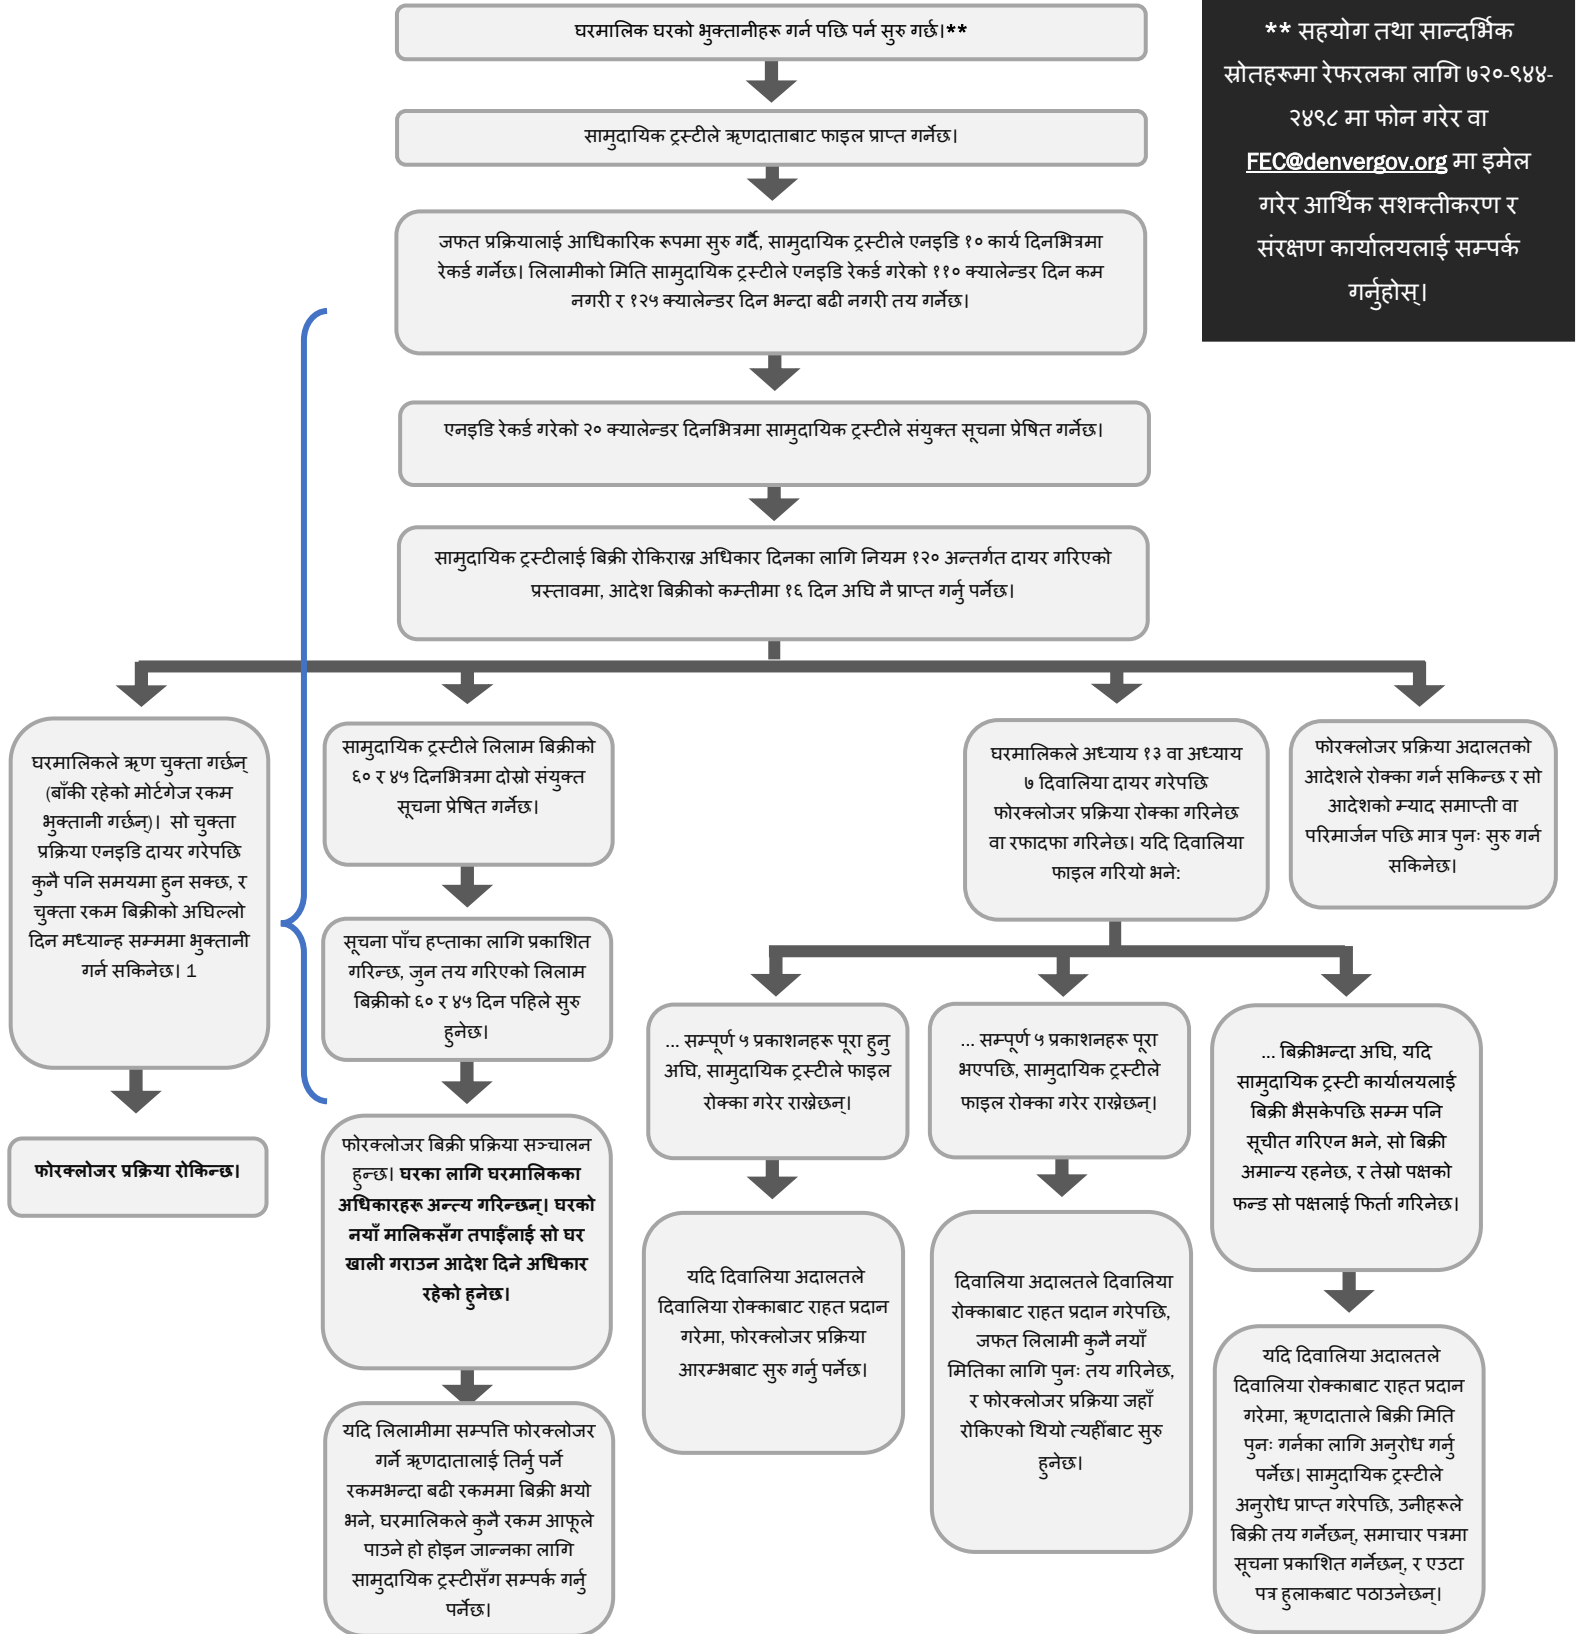 घरमालिक घरको भुक्तानीहरू गर्न पछि पर्न सुरु गर्छ।**
** सहयोग तथा सान्दर्भिक
स्रोतहरूमा रेफरलका लागि ७२०-९४४-
२४९८ मा फोन गरेर वा
FEC@denvergov.org मा इमेल
गरेर आर्थिक सशक्तीकरण र
संरक्षण कार्यालयलाई सम्पर्क
गर्नुहोस्।
सामुदायिक ट्रस्टीले ऋणदाताबाट फाइल प्राप्त गर्नेछ।
जफत प्रक्रियालाई आधिकारिक रूपमा सुरु गर्दै, सामुदायिक ट्रस्टीले एनइडि १० कार्य दिनभित्रमा
रेकर्ड गर्नेछ। लिलामीको मिति सामुदायिक ट्रस्टीले एनइडि रेकर्ड गरेको ११० क्यालेन्डर दिन कम
नगरी र १२५ क्यालेन्डर दिन भन्दा बढी नगरी तय गर्नेछ।
एनइडि रेकर्ड गरेको २० क्यालेन्डर दिनभित्रमा सामुदायिक ट्रस्टीले संयुक्त सूचना प्रेषित गर्नेछ।
सामुदायिक ट्रस्टीलाई बिक्री रोकिराख्न अधिकार दिनका लागि नियम १२० अन्तर्गत दायर गरिएको
प्रस्तावमा, आदेश बिक्रीको कम्तीमा १६ दिन अघि नै प्राप्त गर्नु पर्नेछ।
घरमालिकले ऋण चुक्ता गर्छन्
(बाँकी रहेको मोर्टगेज रकम
भुक्तानी गर्छन्)। सो चुक्ता
प्रक्रिया एनइडि दायर गरेपछि
कुनै पनि समयमा हुन सक्छ, र
चुक्ता रकम बिक्रीको अघिल्लो
दिन मध्यान्ह सम्ममा भुक्तानी
गर्न सकिनेछ। 1
फोरक्लोजर प्रक्रिया रोकिन्छ।
सामुदायिक ट्रस्टीले लिलाम बिक्रीको
६० र ४५ दिनभित्रमा दोस्रो संयुक्त
सूचना प्रेषित गर्नेछ।
सूचना पाँच हप्ताका लागि प्रकाशित
गरिन्छ, जुन तय गरिएको लिलाम
बिक्रीको ६० र ४५ दिन पहिले सुरु
हुनेछ।
फोरक्लोजर बिक्री प्रक्रिया सञ्चालन
हुन्छ। घरका लागि घरमालिकका
अधिकारहरू अन्त्य गरिन्छन्। घरको
नयाँ मालिकसँग तपाईँलाई सो घर
खाली गराउन आदेश दिने अधिकार
रहेको हुनेछ।
यदि लिलामीमा सम्पत्ति फोरक्लोजर
गर्ने ऋणदातालाई तिर्नु पर्ने
रकमभन्दा बढी रकममा बिक्री भयो
भने, घरमालिकले कुनै रकम आफूले
पाउने हो होइन जान्नका लागि
सामुदायिक ट्रस्टीसँग सम्पर्क गर्नु
पर्नेछ।
घरमालिकले अध्याय १३ वा अध्याय
७ दिवालिया दायर गरेपछि
फोरक्लोजर प्रक्रिया रोक्का गरिनेछ
वा रफादफा गरिनेछ। यदि दिवालिया
फाइल गरियो भने:
फोरक्लोजर प्रक्रिया अदालतको
आदेशले रोक्का गर्न सकिन्छ र सो
आदेशको म्याद समाप्ती वा
परिमार्जन पछि मात्र पुनः सुरु गर्न
सकिनेछ।
... सम्पूर्ण ५ प्रकाशनहरू पूरा हुनु
अघि, सामुदायिक ट्रस्टीले फाइल
रोक्का गरेर राख्नेछन्।
यदि दिवालिया अदालतले
दिवालिया रोक्काबाट राहत प्रदान
गरेमा, फोरक्लोजर प्रक्रिया
आरम्भबाट सुरु गर्नु पर्नेछ।
... सम्पूर्ण ५ प्रकाशनहरू पूरा
भएपछि, सामुदायिक ट्रस्टीले
फाइल रोक्का गरेर राख्नेछन्।
दिवालिया अदालतले दिवालिया
रोक्काबाट राहत प्रदान गरेपछि,
जफत लिलामी कुनै नयाँ
मितिका लागि पुनः तय गरिनेछ,
र फोरक्लोजर प्रक्रिया जहाँ
रोकिएको थियो त्यहीँबाट सुरु
हुनेछ।
... बिक्रीभन्दा अघि, यदि
सामुदायिक ट्रस्टी कार्यालयलाई
बिक्री भैसकेपछि सम्म पनि
सूचीत गरिएन भने, सो बिक्री
अमान्य रहनेछ, र तेस्रो पक्षको
फन्ड सो पक्षलाई फिर्ता गरिनेछ।
यदि दिवालिया अदालतले
दिवालिया रोक्काबाट राहत प्रदान
गरेमा, ऋणदाताले बिक्री मिति
पुनः गर्नका लागि अनुरोध गर्नु
पर्नेछ। सामुदायिक ट्रस्टीले
अनुरोध प्राप्त गरेपछि, उनीहरूले
बिक्री तय गर्नेछन्, समाचार पत्रमा
सूचना प्रकाशित गर्नेछन्, र एउटा
पत्र हुलाकबाट पठाउनेछन्।